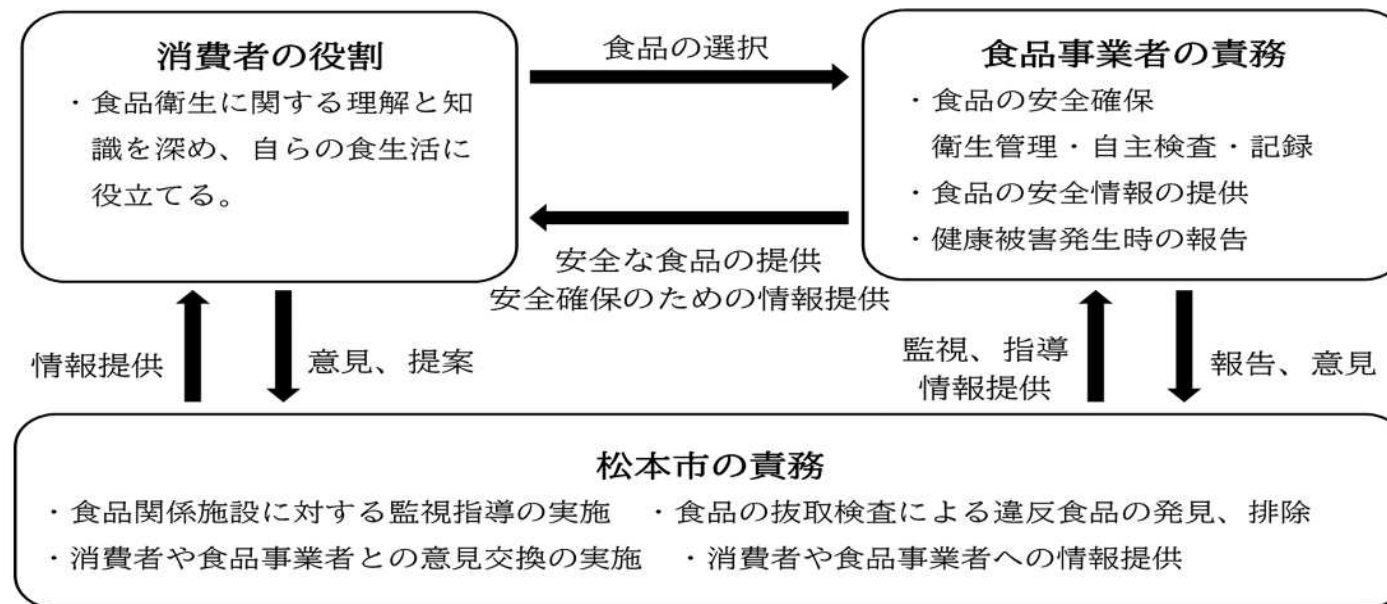 消費者の役割
・食品衛生に関する理解と知
識を深め、自らの食生活に
役立てる。
食品の選択
食品事業者の責務
・食品の安全確保
衛生管理・自主検査・記録
・食品の安全情報の提供
・健康被害発生時の報告
安全な食品の提供
安全確保のための情報提供
情報提供
意見、提案
監視、指導
情報提供
報告、意見
松本市の責務
・食品関係施設に対する監視指導の実施 ・食品の抜取検査による違反食品の発見、排除
・消費者や食品事業者との意見交換の実施 ・消費者や食品事業者への情報提供